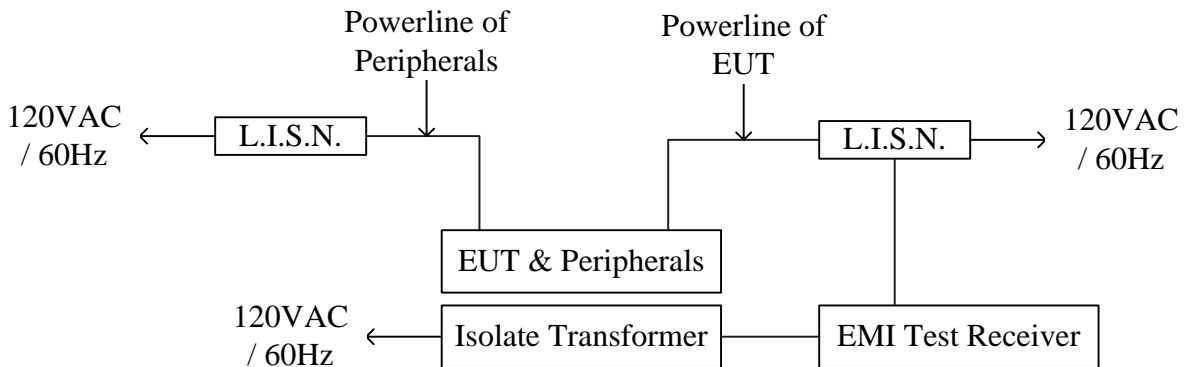 Powerline of
Peripherals
Powerline of
EUT
120VAC
/ 60Hz
L.I.S.N.
L.I.S.N.
120VAC
/ 60Hz
EUT & Peripherals
120VAC
/ 60Hz
Isolate Transformer
EMI Test Receiver